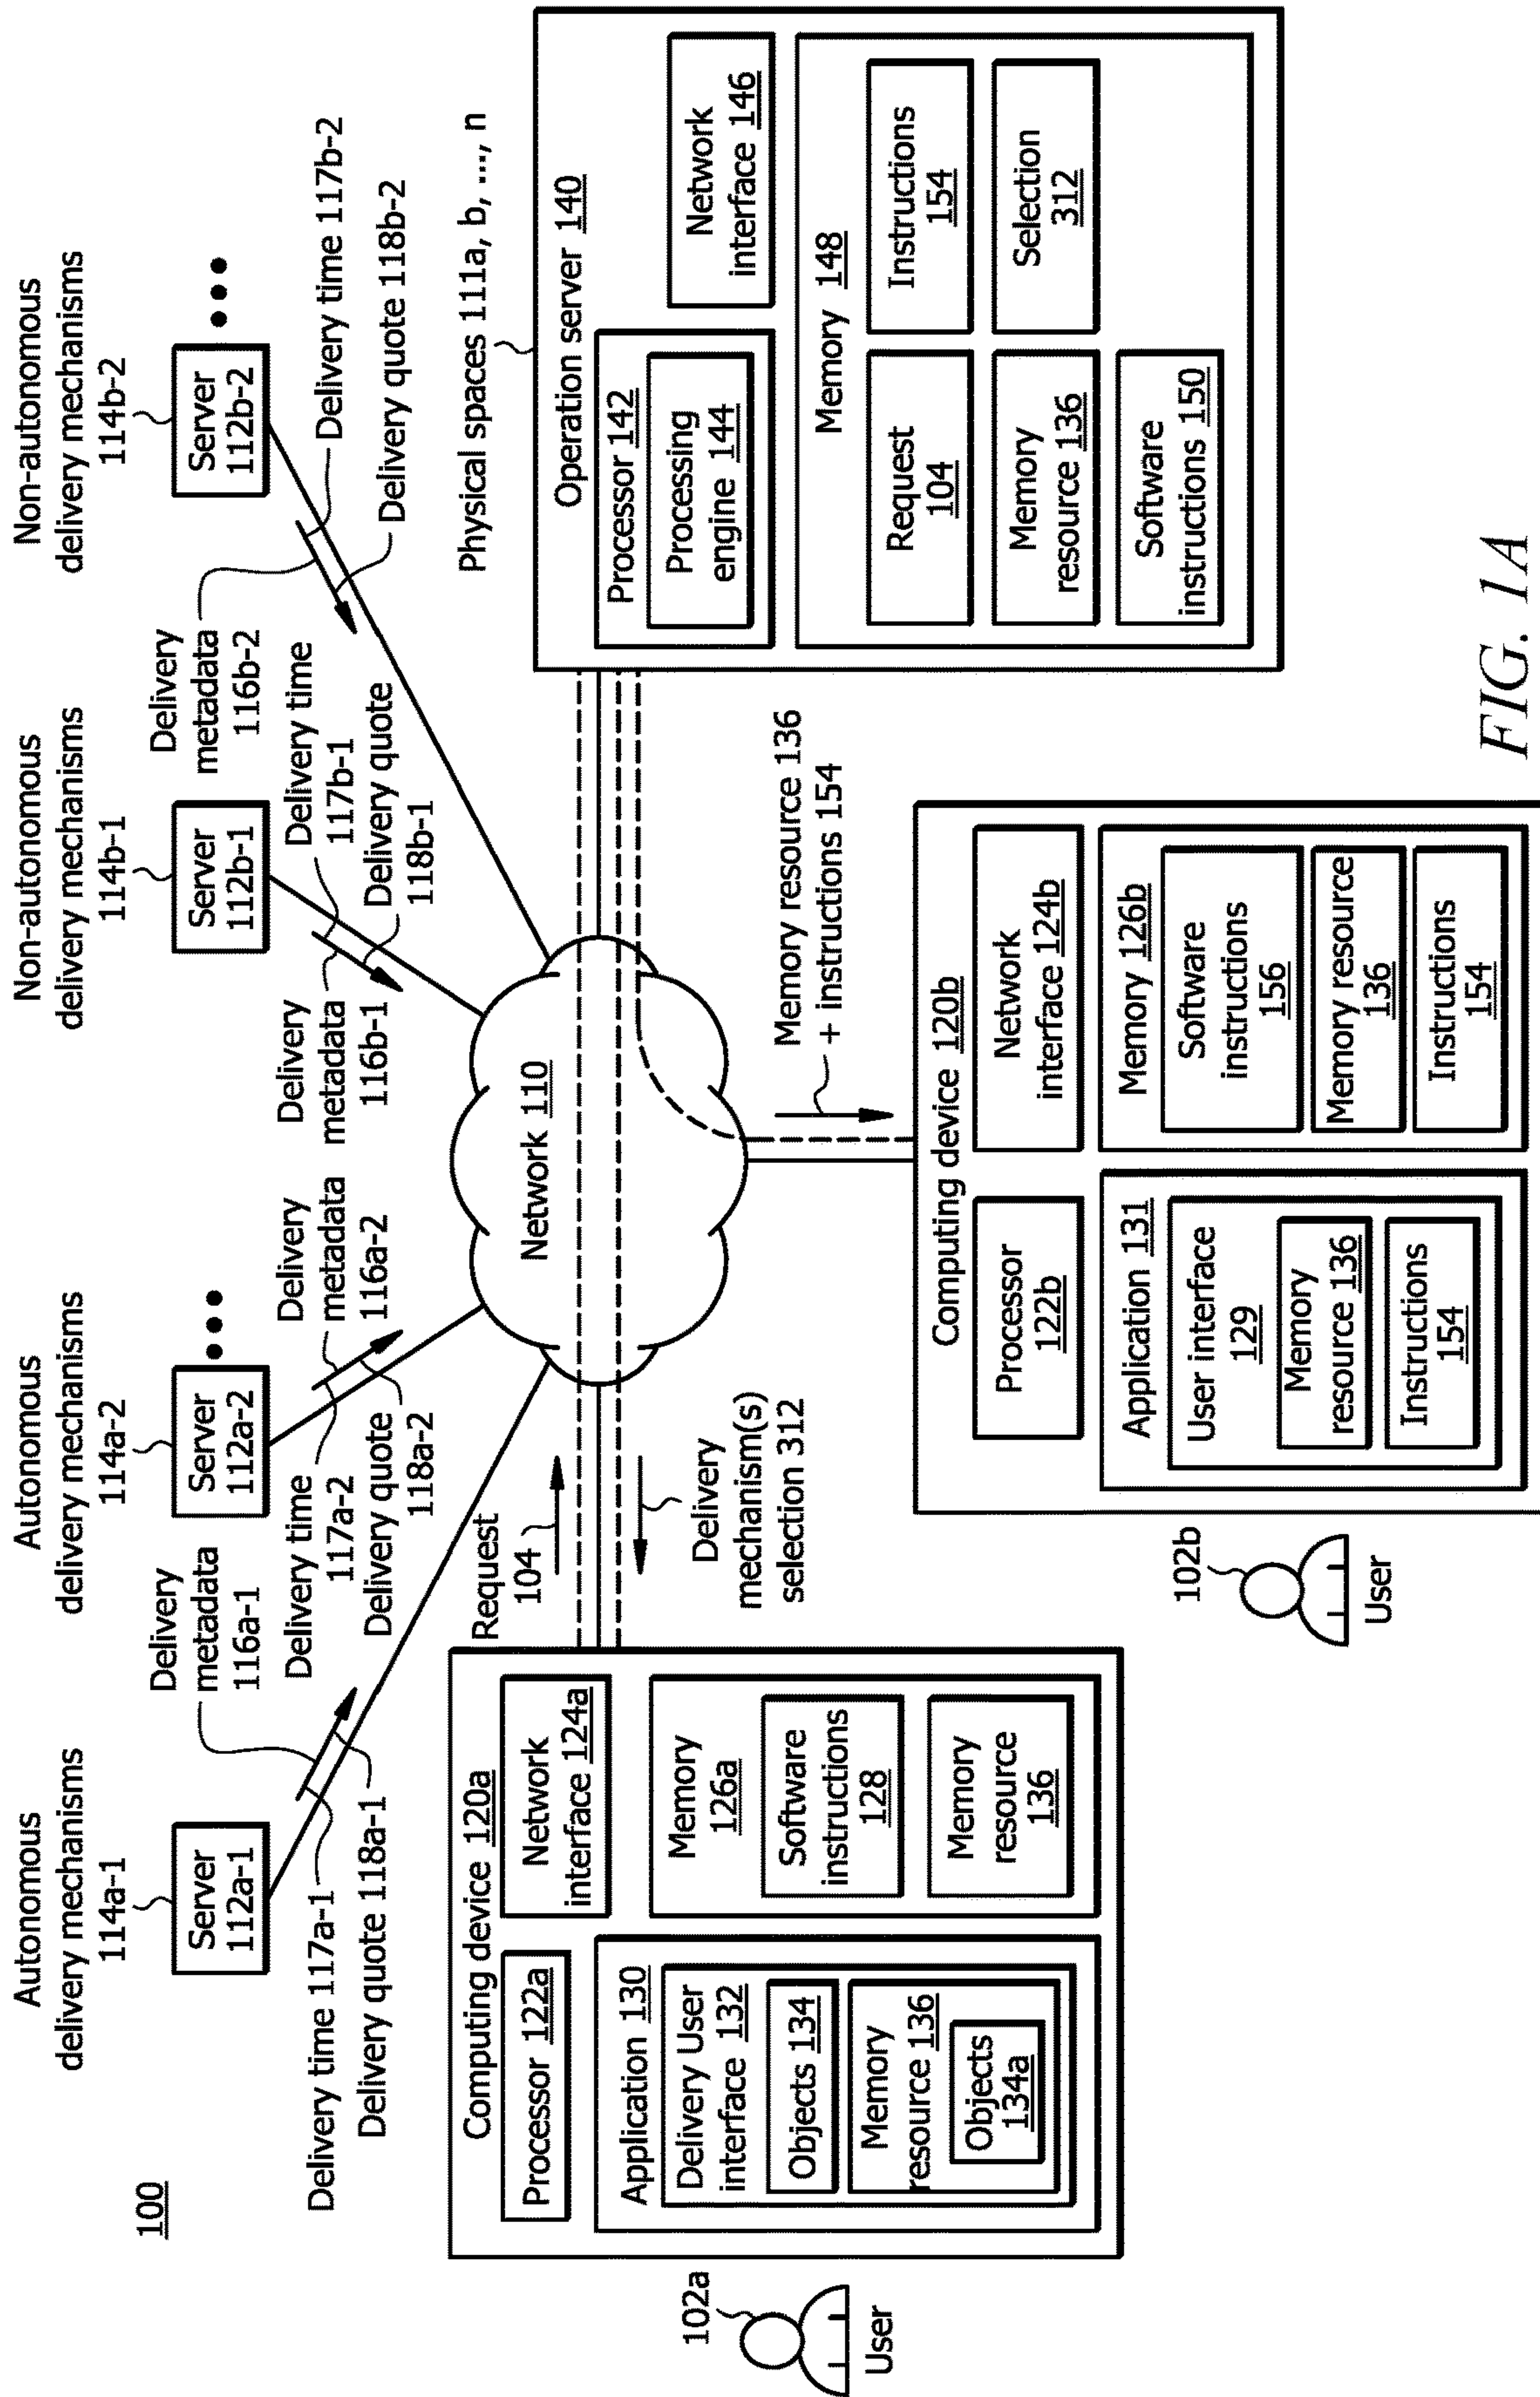 100
Autonomous
delivery mechanisms
114a-1
Server
112a-1
Delivery
metadata
116a-1
Delivery time 117a-1
Delivery quote 118a-1
Autonomous
delivery mechanisms
114a-2
Server
112a-2
Delivery
metadata
116a-2
Delivery time
117a-2
Delivery quote
118a-2
Non-autonomous
delivery mechanisms
114b-1
Server
112b-1
Delivery
metadata
116b-1
Delivery time
117b-1
Delivery quote
118b-1
Non-autonomous
delivery mechanisms
114b-2
Server
112b-2
Delivery
metadata
116b-2
Delivery time 117b-2
Delivery quote 118b-2
Physical spaces 111a, b, ..., n
Network 110
Request
104
Delivery
mechanism(s)
selection 312
Memory resource 136
+ instructions 154
102a
User
Computing device 120a
Processor 122a
Network
interface 124a
Application 130
Delivery User
interface 132
Objects 134
Memory
resource 136
Objects
134a
Memory
126a
Software
instructions
128
Memory
resource
136
102b
User
Computing device 120b
Processor
122b
Network
interface 124b
Application 131
User interface
129
Memory
resource 136
Instructions
154
Memory 126b
Software
instructions
156
Memory resource
136
Instructions
154
Operation server 140
Processor 142
Processing
engine 144
Network
interface 146
Memory 148
Request
104
Instructions
154
Memory
resource 136
Selection
312
Software
instructions 150
FIG. 1A